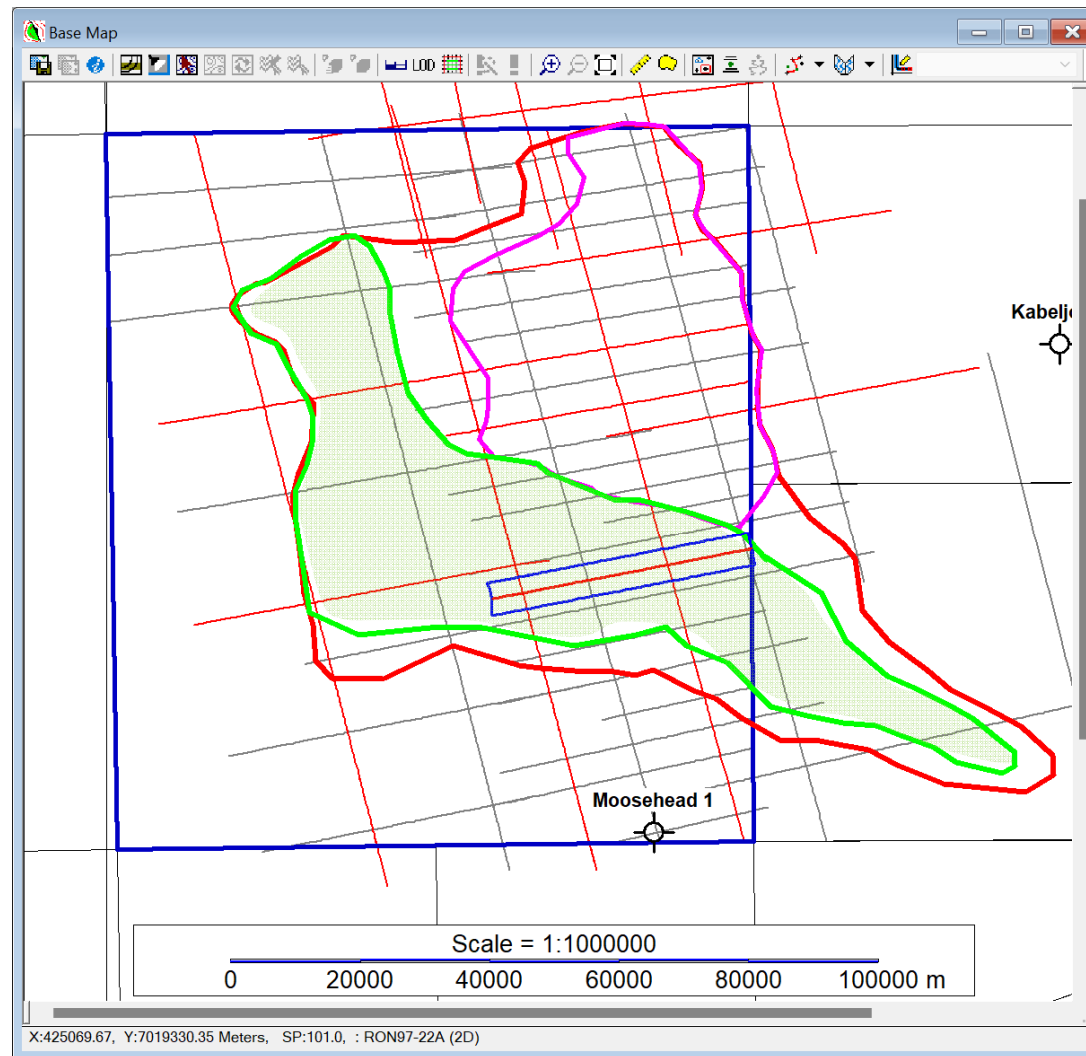 Base Map
LOD
Kabelj
Moosehead 1
Scale = 1:1000000
0 20000 40000 60000 80000 100000 m
X:425069.67, Y:7019330.35 Meters, SP:101.0, : RON97-22A (2D)